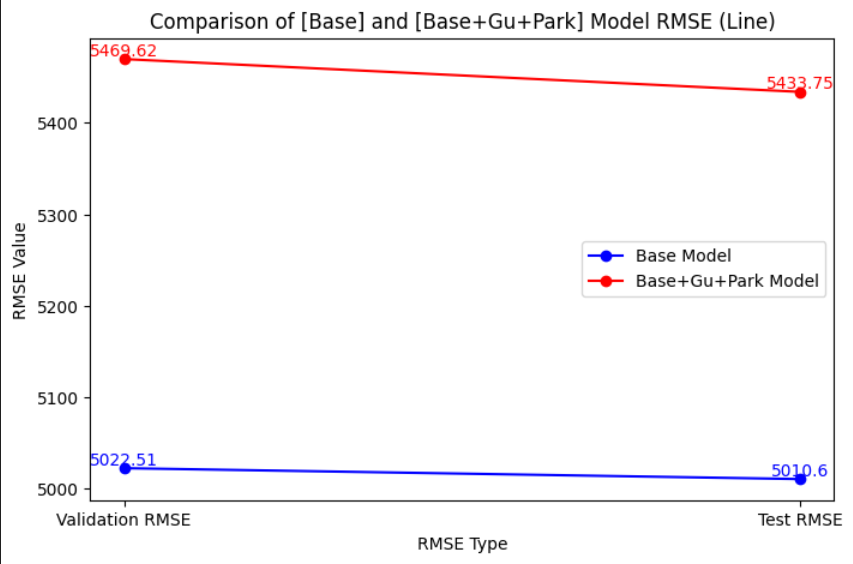 Comparison of [Base] and [Base+Gu+Park] Model RMSE (Line)
5469.62
5433.75
5400
5300
Base Model
Base+Gu+Park Model
5200
5100
5022.51
5010.6
5000
RMSE Value
Validation RMSE
Test RMSE
RMSE Type